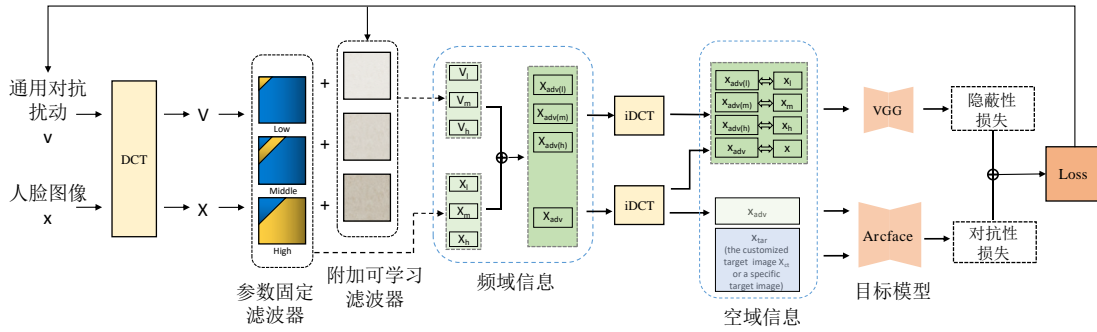 通用对抗
扰动
v
人脸图像
x
DCT
V
X
Low
Middle
High
参数固定
滤波器
+
+
+
附加可学习
滤波器
V_l
V_m
V_h
X_l
X_m
X_h
X_adv(l)
X_adv(m)
X_adv(h)
X_adv
频域信息
iDCT
iDCT
x_adv(l) x_l
x_adv(m) x_m
x_adv(h) x_h
x_adv x
x_adv
x_tar
(the customized
target image x_ct
or a specific
target image)
空域信息
VGG
Arcface
目标模型
隐蔽性
损失
对抗性
损失
Loss